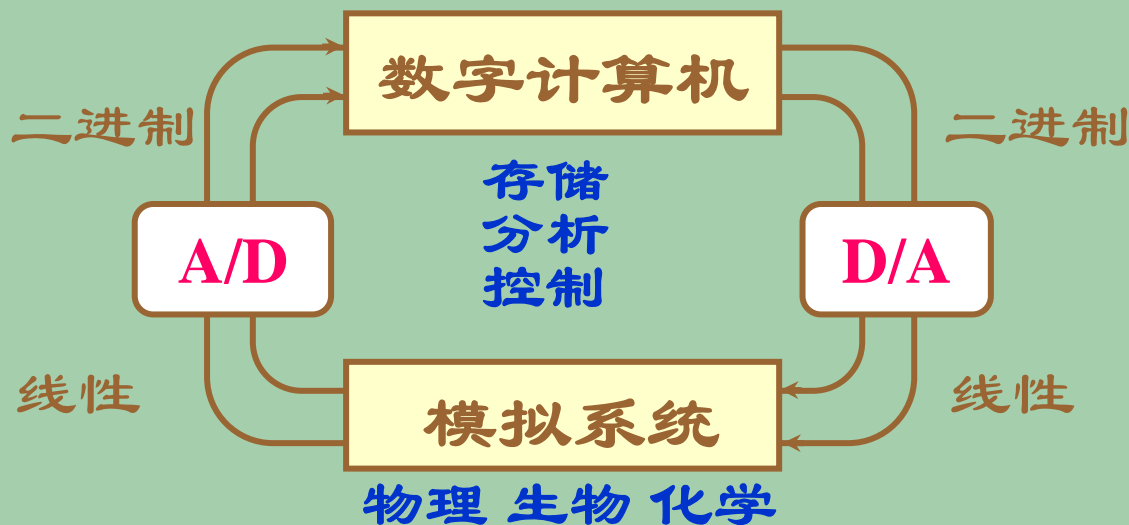 数字计算机
二进制
二进制
存储
分析
控制
A/D
D/A
线性
线性
模拟系统
物理 生物 化学